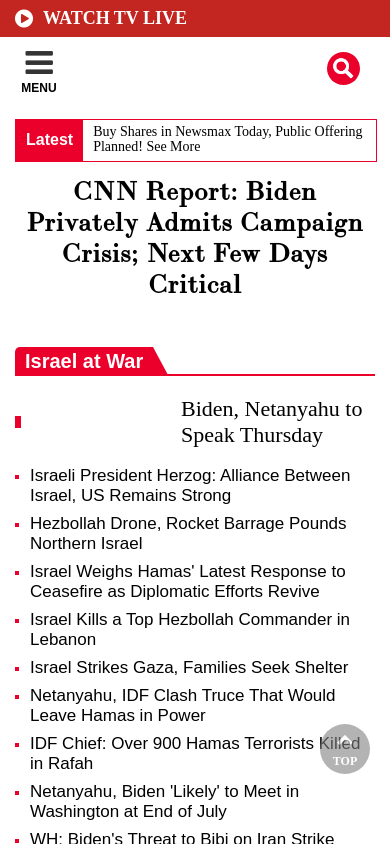 WATCH TV LIVE
MENU
Latest
Buy Shares in Newsmax Today, Public Offering
Planned! See More
CNN Report: Biden
Privately Admits Campaign
Crisis; Next Few Days
Critical
Israel at War
Biden, Netanyahu to
Speak Thursday
Israeli President Herzog: Alliance Between
Israel, US Remains Strong
Hezbollah Drone, Rocket Barrage Pounds
Northern Israel
Israel Weighs Hamas' Latest Response to
Ceasefire as Diplomatic Efforts Revive
Israel Kills a Top Hezbollah Commander in
Lebanon
Israel Strikes Gaza, Families Seek Shelter
Netanyahu, IDF Clash Truce That Would
Leave Hamas in Power
IDF Chief: Over 900 Hamas Terrorists Killed
in Rafah
TOP
Netanyahu, Biden 'Likely' to Meet in
Washington at End of July
WH: Biden's Threat to Bibi on Iran Strike